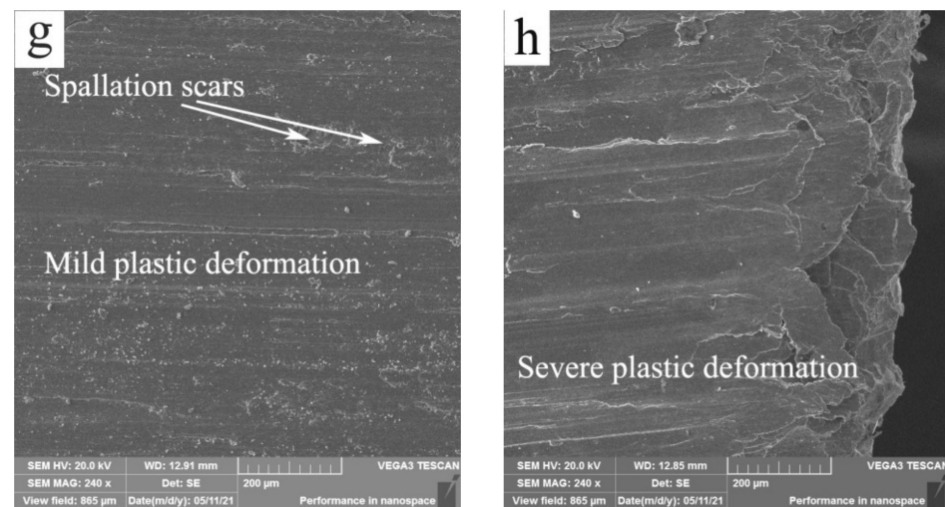 g
Spallation scars
Mild plastic deformation
SEM HV: 20.0 kV WD: 12.91 mm VEGA3 TESCAN
SEM MAG: 240 x Det: SE 200 µm
View field: 865 µm Date(m/d/y): 05/11/21 Performance in nanospace
h
Severe plastic deformation
SEM HV: 20.0 kV WD: 12.85 mm VEGA3 TESCAN
SEM MAG: 240 x Det: SE 200 µm
View field: 865 µm Date(m/d/y): 05/11/21 Performance in nanospace